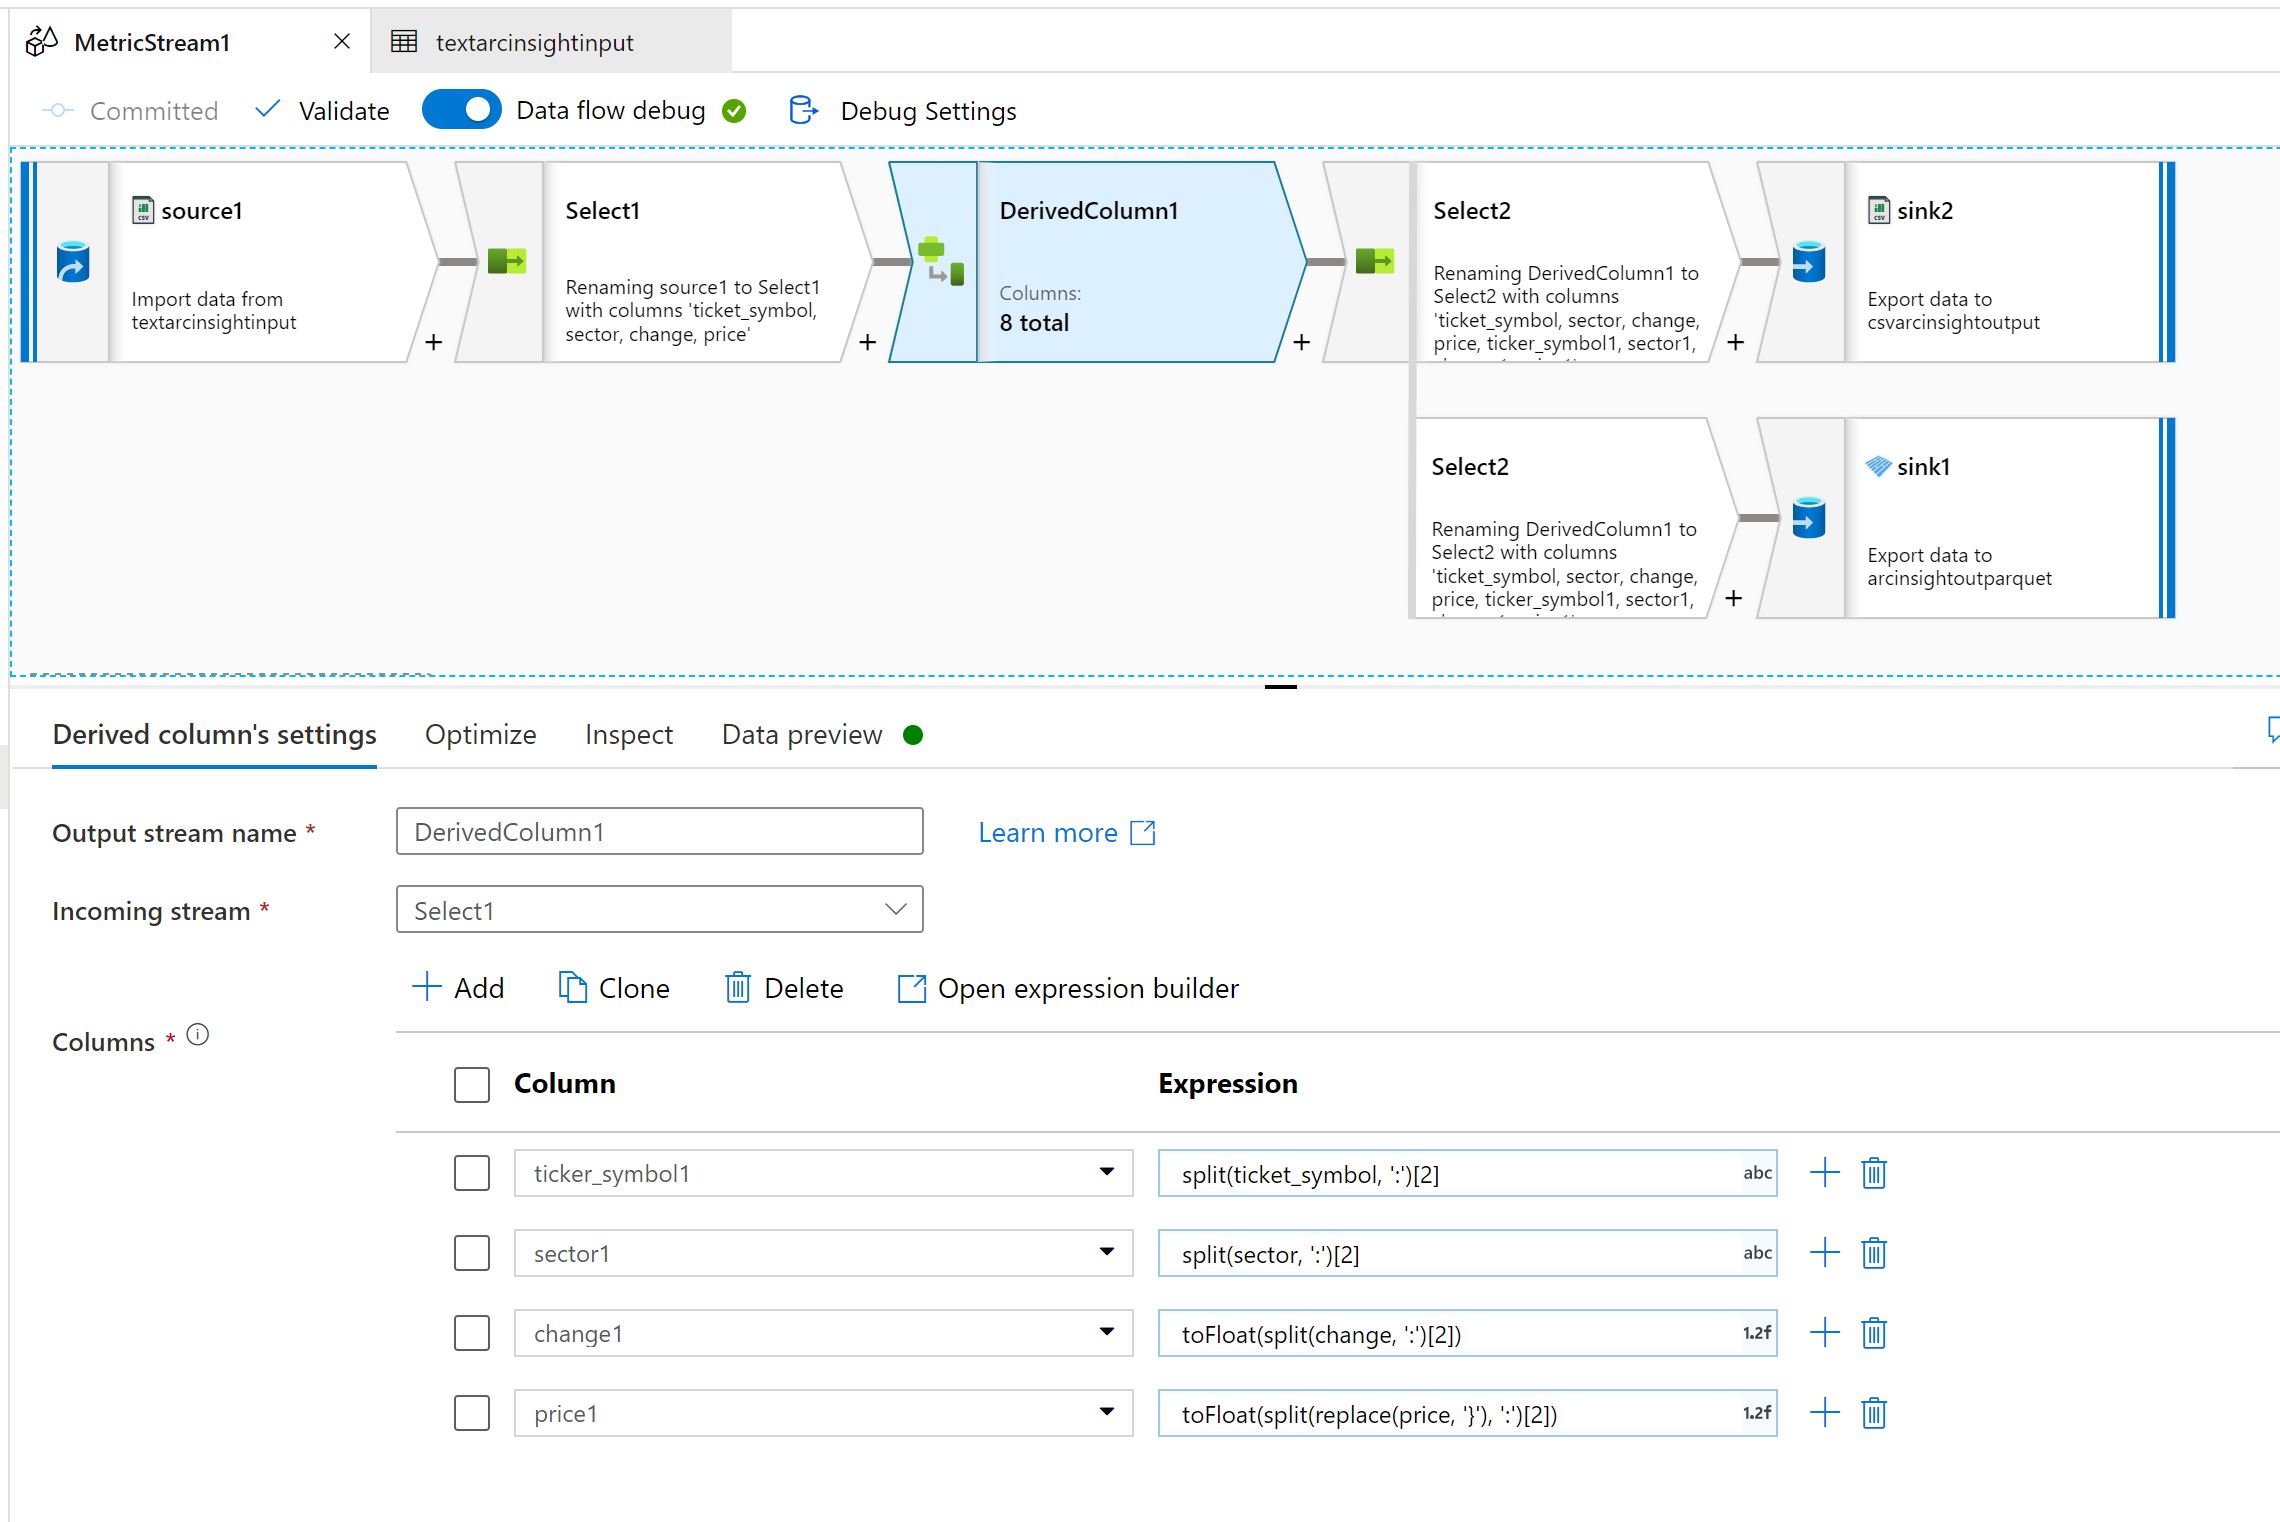 MetricStream1
textarcinsightinput
Committed
Validate
Data flow debug
Debug Settings
source1
Import data from
textarcinsightinput
+
Select1
Renaming source1 to Select1
with columns 'ticket_symbol,
sector, change, price'
+
DerivedColumn1
Columns:
8 total
+
Select2
Renaming DerivedColumn1 to
Select2 with columns
'ticket_symbol, sector, change,
price, ticker_symbol1, sector1,
+
sink2
Export data to
csvarcinsightoutput
Select2
Renaming DerivedColumn1 to
Select2 with columns
'ticket_symbol, sector, change,
price, ticker_symbol1, sector1,
+
sink1
Export data to
arcinsightoutparquet
Derived column's settings
Optimize
Inspect
Data preview
Output stream name *
DerivedColumn1
Learn more
Incoming stream *
Select1
Add
Clone
Delete
Open expression builder
Columns *
Column
Expression
ticker_symbol1
split(ticket_symbol, ':')[2]
abc
sector1
split(sector, ':')[2]
abc
change1
toFloat(split(change, ':')[2])
1.2f
price1
toFloat(split(replace(price, '}'), ':')[2])
1.2f